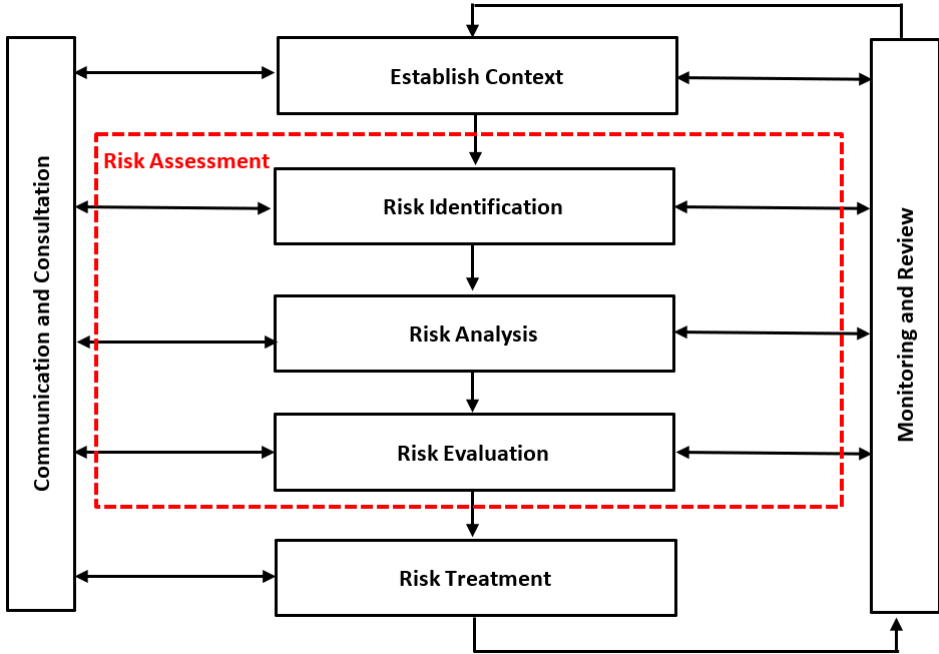 Establish Context
Risk Assessment
Risk Identification
Risk Analysis
Risk Evaluation
Risk Treatment
Communication and Consultation
Monitoring and Review